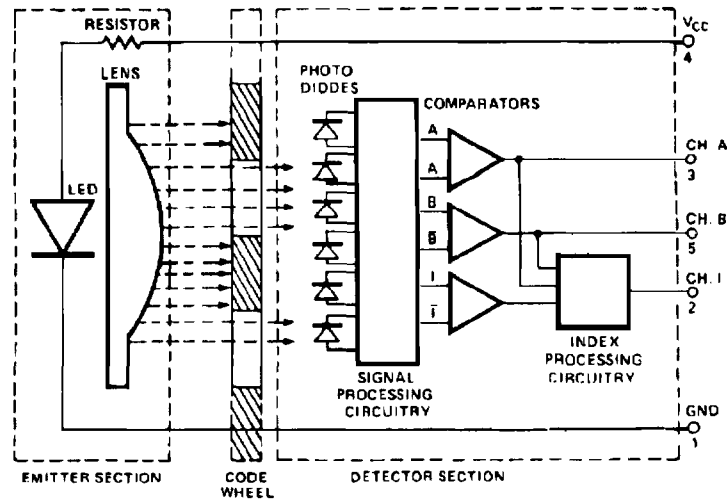 RESISTOR
VCC
4
LENS
PHOTO
DIODES
COMPARATORS
A
A
CH. A
3
LED
B
B̅
CH. B
5
I
I̅
CH. I
2
INDEX
PROCESSING
CIRCUITRY
SIGNAL
PROCESSING
CIRCUITRY
GND
1
EMITTER SECTION
CODE
WHEEL
DETECTOR SECTION